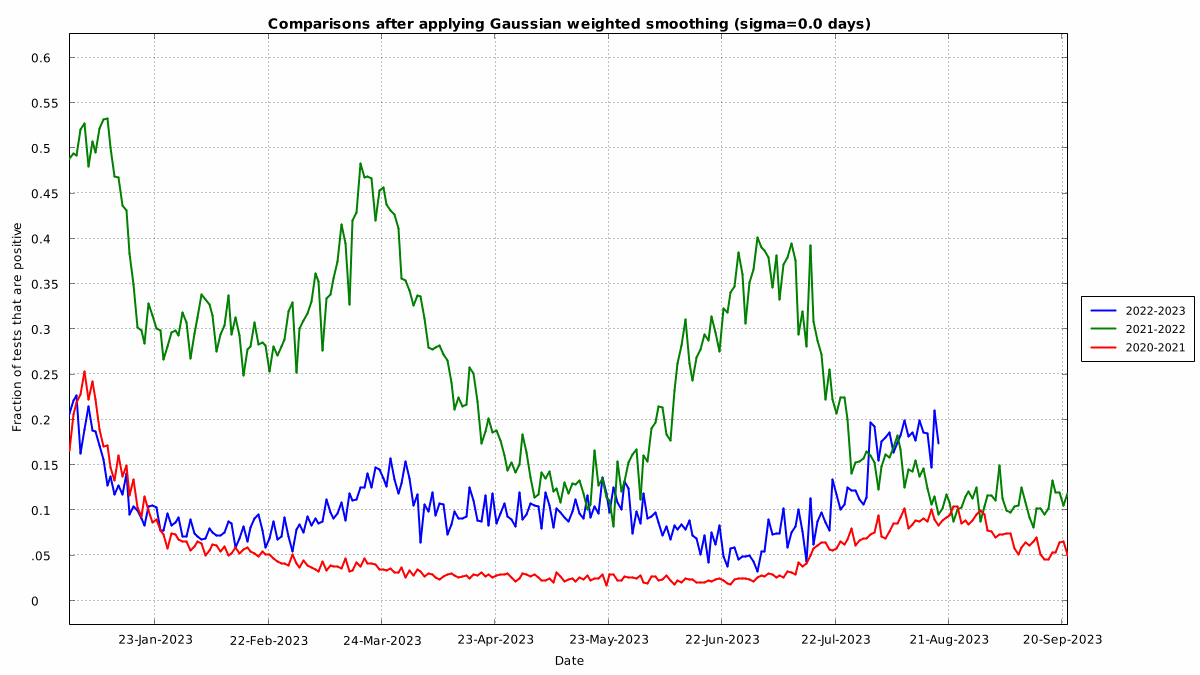 Comparisons after applying Gaussian weighted smoothing (sigma=0.0 days)
0.6
0.55
0.5
0.45
0.4
0.35
0.3
0.25
0.2
0.15
0.1
.05
0
Fraction of tests that are positive
23-Jan-2023
22-Feb-2023
24-Mar-2023
23-Apr-2023
23-May-2023
22-Jun-2023
22-Jul-2023
21-Aug-2023
20-Sep-2023
Date
2022-2023
2021-2022
2020-2021